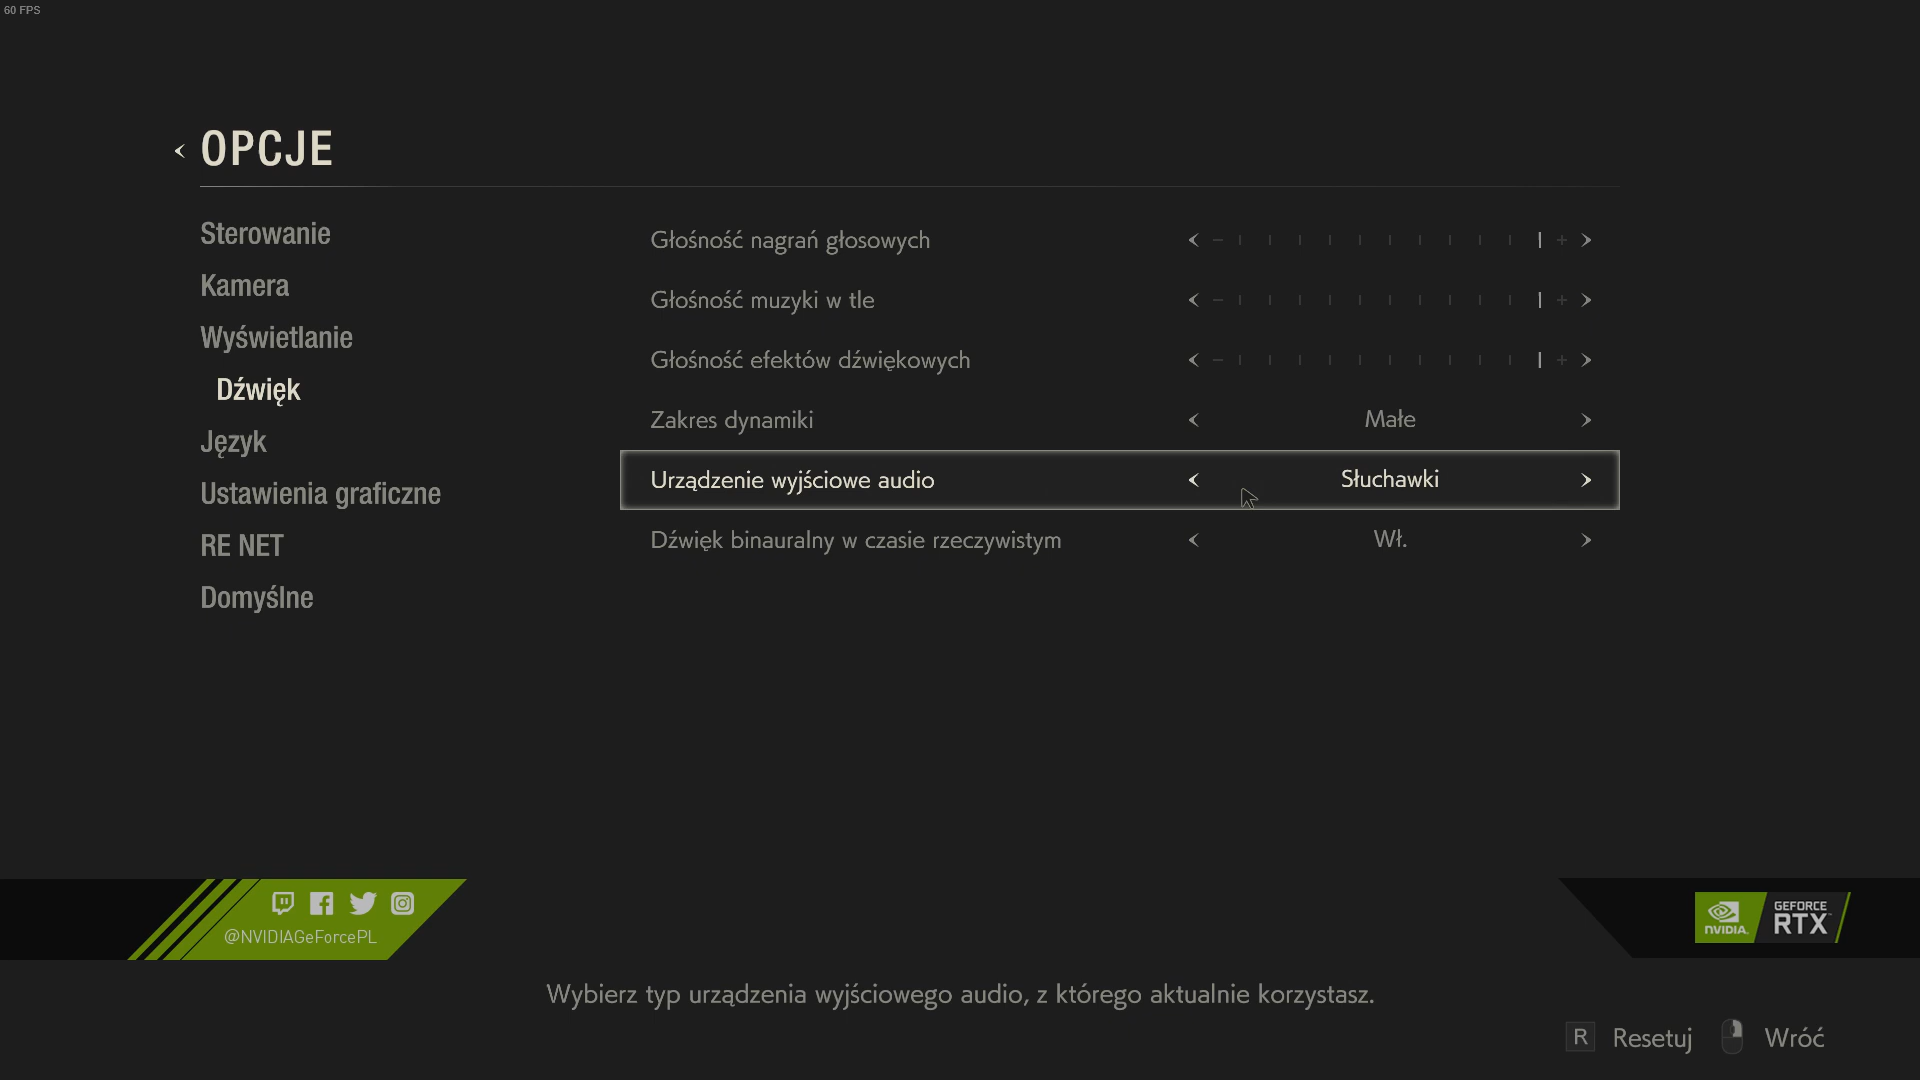 60 FPS
OPCJE
Sterowanie
Kamera
Wyświetlanie
Dźwięk
Język
Ustawienia graficzne
RE NET
Domyślne
Głośność nagrań głosowych
Głośność muzyki w tle
Głośność efektów dźwiękowych
Zakres dynamiki Małe
Urządzenie wyjściowe audio Słuchawki
Dźwięk binauralny w czasie rzeczywistym Wł.
@NVIDIAGeForcePL
NVIDIA.
GEFORCE
RTX
Wybierz typ urządzenia wyjściowego audio, z którego aktualnie korzystasz.
R Resetuj Wróć